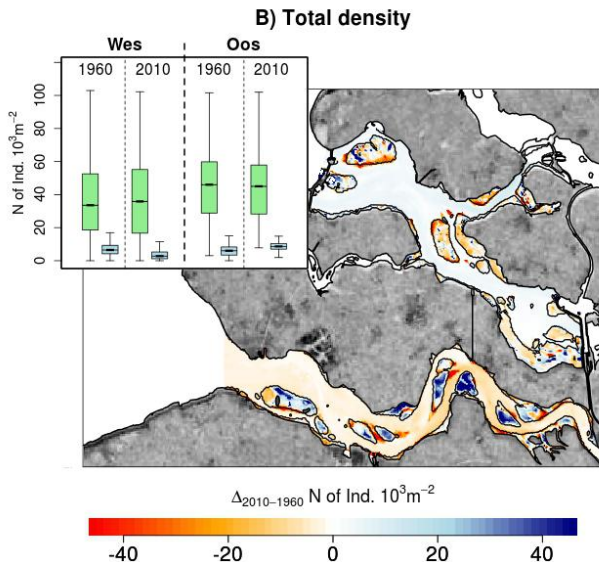 B) Total density
Wes Oos
1960 2010 1960 2010
N of Ind. 10³m⁻²
0 20 40 60 80 100
Δ₂₀₁₀₋₁₉₆₀ N of Ind. 10³m⁻²
-40 -20 0 20 40